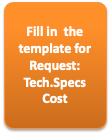 Fill in the
template for
Request:
Tech.Specs
Cost